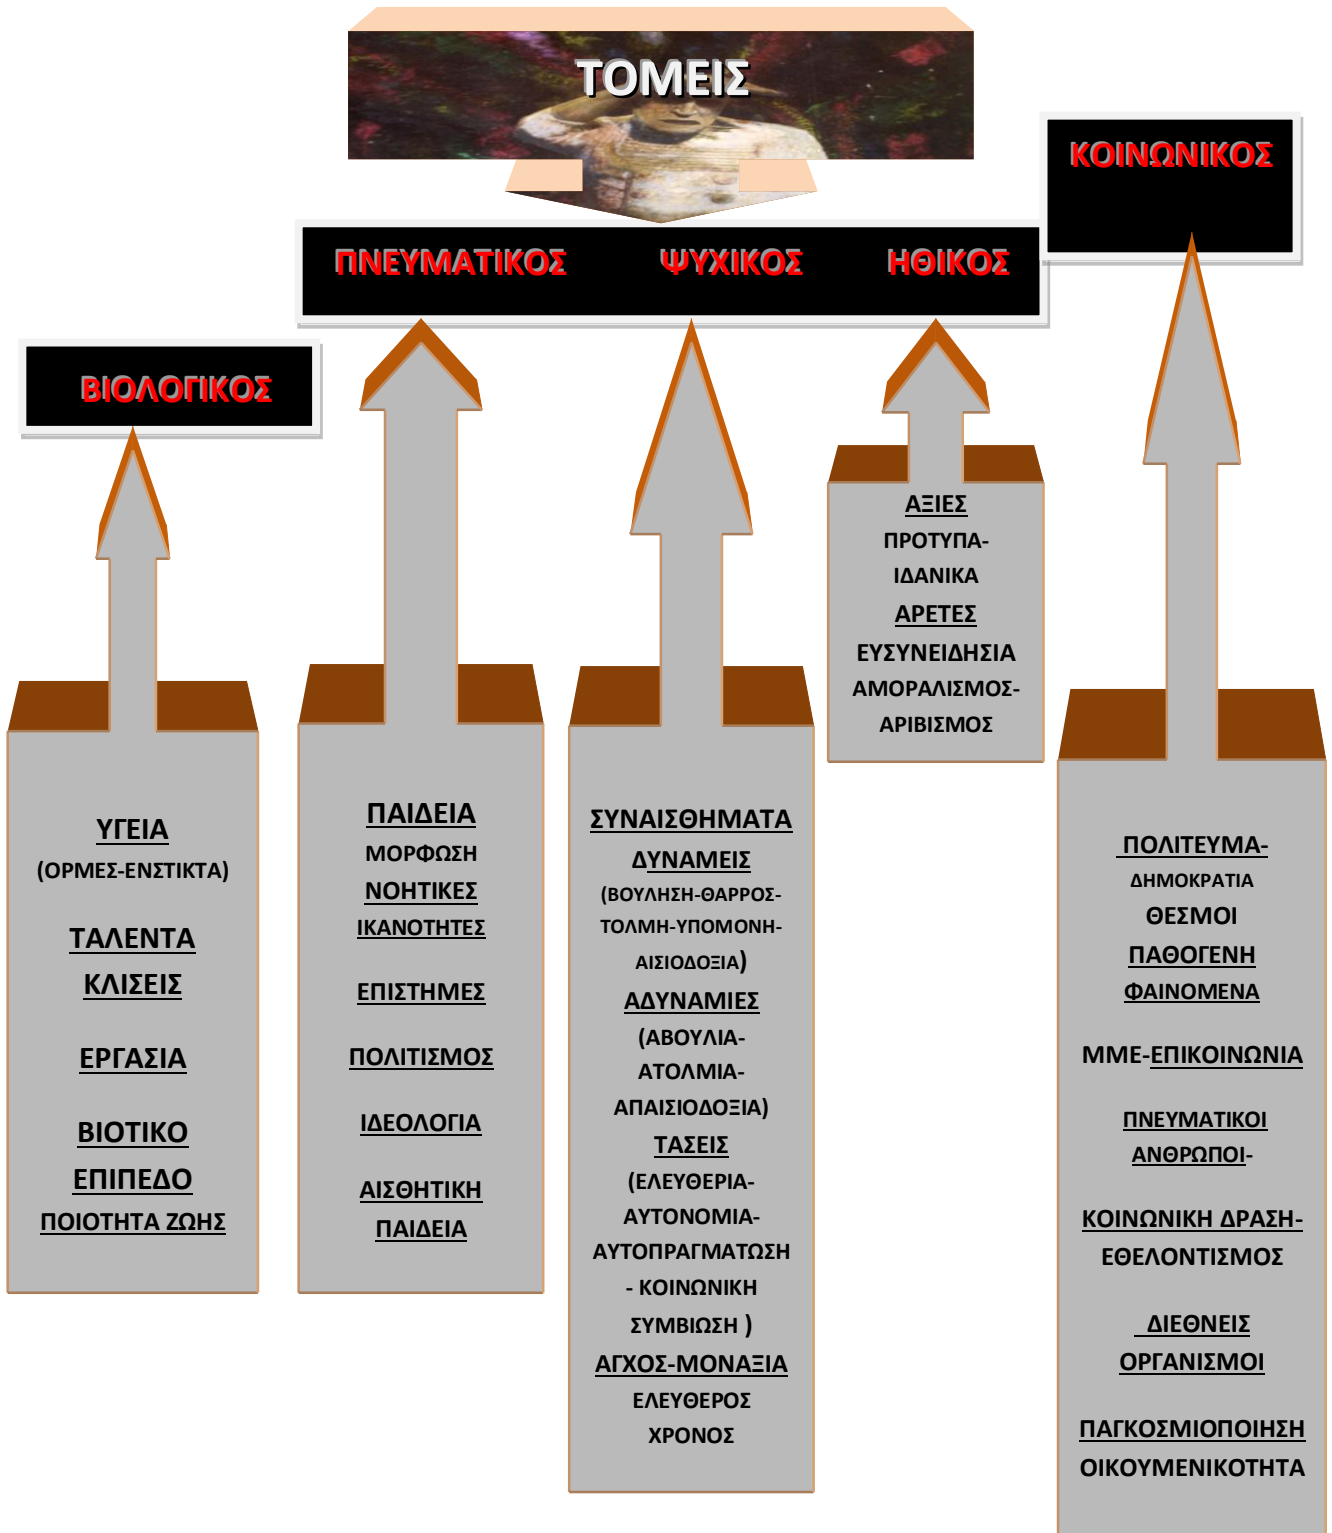 ΤΟΜΕΙΣ
ΚΟΙΝΩΝΙΚΟΣ
ΠΝΕΥΜΑΤΙΚΟΣ ΨΥΧΙΚΟΣ ΗΘΙΚΟΣ
ΒΙΟΛΟΓΙΚΟΣ
ΥΓΕΙΑ
(ΟΡΜΕΣ-ΕΝΣΤΙΚΤΑ)
ΤΑΛΕΝΤΑ
ΚΛΙΣΕΙΣ
ΕΡΓΑΣΙΑ
ΒΙΟΤΙΚΟ
ΕΠΙΠΕΔΟ
ΠΟΙΟΤΗΤΑ ΖΩΗΣ
ΠΑΙΔΕΙΑ
ΜΟΡΦΩΣΗ
ΝΟΗΤΙΚΕΣ
ΙΚΑΝΟΤΗΤΕΣ
ΕΠΙΣΤΗΜΕΣ
ΠΟΛΙΤΙΣΜΟΣ
ΙΔΕΟΛΟΓΙΑ
ΑΙΣΘΗΤΙΚΗ
ΠΑΙΔΕΙΑ
ΣΥΝΑΙΣΘΗΜΑΤΑ
ΔΥΝΑΜΕΙΣ
(ΒΟΥΛΗΣΗ-ΘΑΡΡΟΣ-
ΤΟΛΜΗ-ΥΠΟΜΟΝΗ-
ΑΙΣΙΟΔΟΞΙΑ)
ΑΔΥΝΑΜΙΕΣ
(ΑΒΟΥΛΙΑ-
ΑΤΟΛΜΙΑ-
ΑΠΑΙΣΙΟΔΟΞΙΑ)
ΤΑΣΕΙΣ
(ΕΛΕΥΘΕΡΙΑ-
ΑΥΤΟΝΟΜΙΑ-
ΑΥΤΟΠΡΑΓΜΑΤΩΣΗ
- ΚΟΙΝΩΝΙΚΗ
ΣΥΜΒΙΩΣΗ )
ΑΓΧΟΣ-ΜΟΝΑΞΙΑ
ΕΛΕΥΘΕΡΟΣ
ΧΡΟΝΟΣ
ΑΞΙΕΣ
ΠΡΟΤΥΠΑ-
ΙΔΑΝΙΚΑ
ΑΡΕΤΕΣ
ΕΥΣΥΝΕΙΔΗΣΙΑ
ΑΜΟΡΑΛΙΣΜΟΣ-
ΑΡΙΒΙΣΜΟΣ
ΠΟΛΙΤΕΥΜΑ-
ΔΗΜΟΚΡΑΤΙΑ
ΘΕΣΜΟΙ
ΠΑΘΟΓΕΝΗ
ΦΑΙΝΟΜΕΝΑ
ΜΜΕ-ΕΠΙΚΟΙΝΩΝΙΑ
ΠΝΕΥΜΑΤΙΚΟΙ
ΑΝΘΡΩΠΟΙ-
ΚΟΙΝΩΝΙΚΗ ΔΡΑΣΗ-
ΕΘΕΛΟΝΤΙΣΜΟΣ
ΔΙΕΘΝΕΙΣ
ΟΡΓΑΝΙΣΜΟΙ
ΠΑΓΚΟΣΜΙΟΠΟΙΗΣΗ
ΟΙΚΟΥΜΕΝΙΚΟΤΗΤΑ